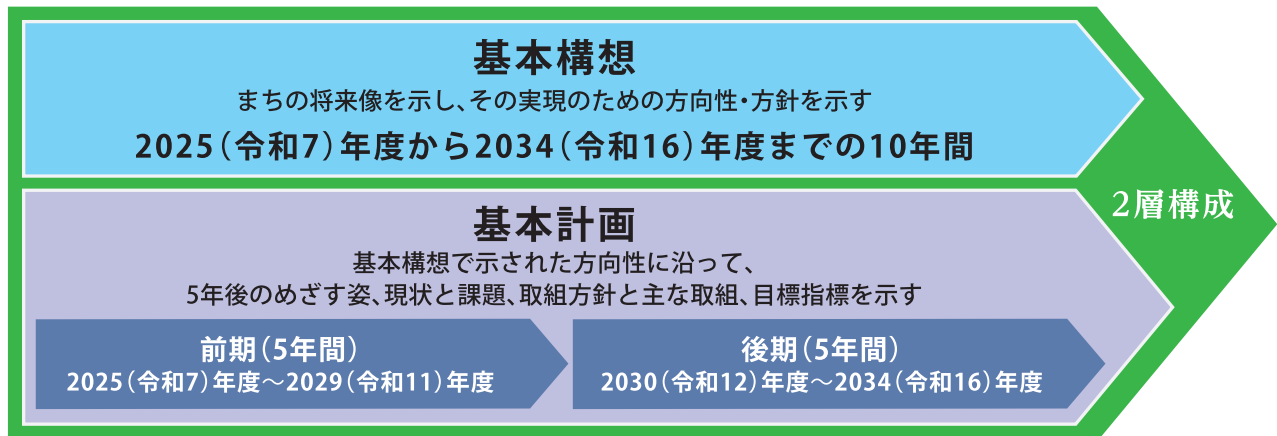 基本構想
まちの将来像を示し、その実現のための方向性・方針を示す
2025（令和7）年度から2034（令和16）年度までの10年間
2層構成
基本計画
基本構想で示された方向性に沿って、
5年後のめざす姿、現状と課題、取組方針と主な取組、目標指標を示す
前期（5年間）
2025（令和7）年度～2029（令和11）年度
後期（5年間）
2030（令和12）年度～2034（令和16）年度